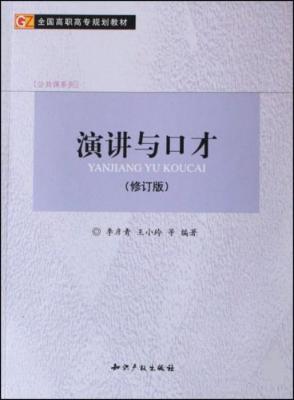 GZ 全国高职高专规划教材
[公共课系列]
演讲与口才
YANJIANG YU KOUCAI
(修订版)
◎ 李彦青 王小玲 等 编著
知识产权出版社